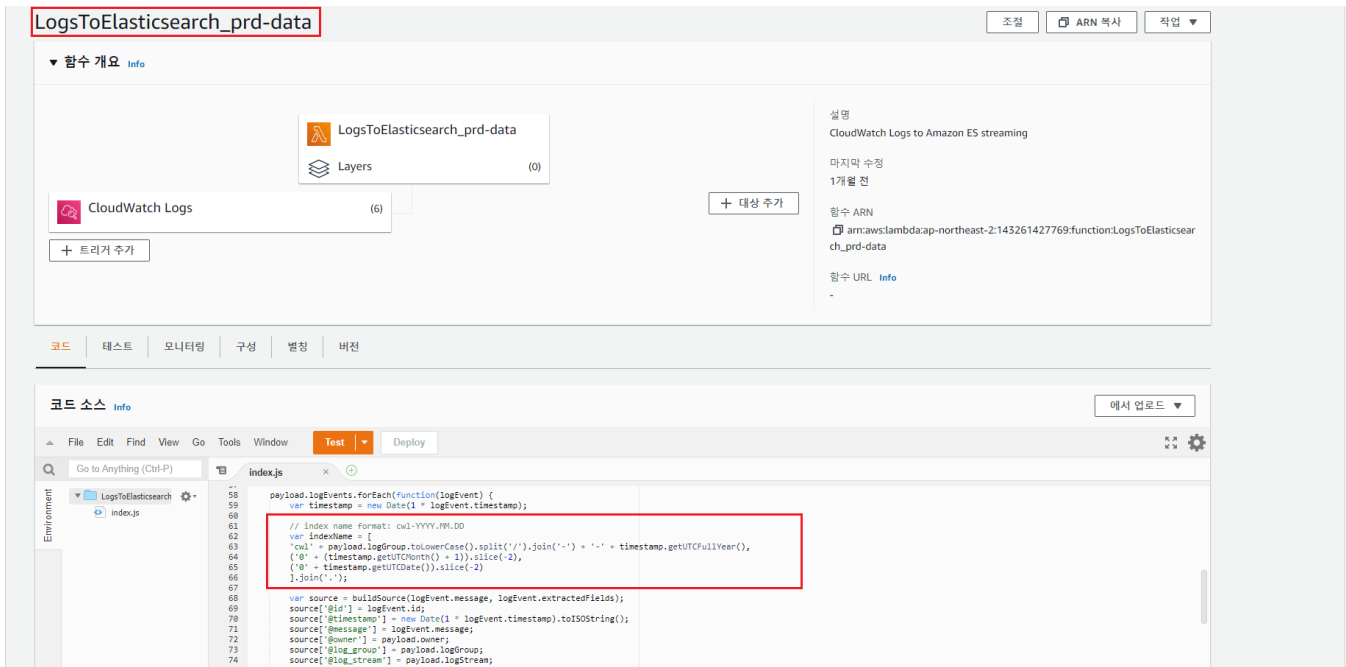 LogsToElasticsearch_prd-data
조절
ARN 복사
작업 ▼
▼ 함수 개요 Info
LogsToElasticsearch_prd-data
Layers (0)
CloudWatch Logs (6)
+ 트리거 추가
+ 대상 추가
설명
CloudWatch Logs to Amazon ES streaming
마지막 수정
1개월 전
함수 ARN
arn:aws:lambda:ap-northeast-2:143261427769:function:LogsToElasticsear
ch_prd-data
함수 URL Info
-
코드 테스트 모니터링 구성 별칭 버전
코드 소스 Info
에서 업로드 ▼
File Edit Find View Go Tools Window Test Deploy
Go to Anything (Ctrl-P)
index.js
Environment
LogsToElasticsearch
index.js
58 payload.logEvents.forEach(function(logEvent) {
59 var timestamp = new Date(1 * logEvent.timestamp);
60
61 // index name format: cwl-YYYY.MM.DD
62 var indexName = [
63 'cwl' + payload.logGroup.toLowerCase().split('/').join('-') + '-' + timestamp.getUTCFullYear(),
64 ('0' + (timestamp.getUTCMonth() + 1)).slice(-2),
65 ('0' + timestamp.getUTCDate()).slice(-2)
66 ].join('.');
67
68 var source = buildSource(logEvent.message, logEvent.extractedFields);
69 source['@id'] = logEvent.id;
70 source['@timestamp'] = new Date(1 * logEvent.timestamp).toISOString();
71 source['@message'] = logEvent.message;
72 source['@owner'] = payload.owner;
73 source['@log_group'] = payload.logGroup;
74 source['@log_stream'] = payload.logStream;